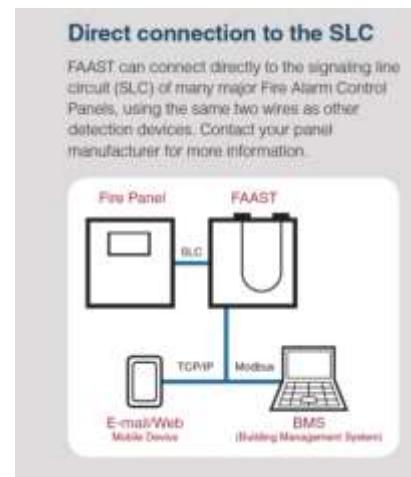 Direct connection to the SLC
FAAST can connect directly to the signaling line
circuit (SLC) of many major Fire Alarm Control
Panels, using the same two wires as other
detection devices. Contact your panel
manufacturer for more information.
Fire Panel
FAAST
SLC
TCP/IP
Modbus
E-mail/Web
Mobile Device
BMS
(Building Management System)